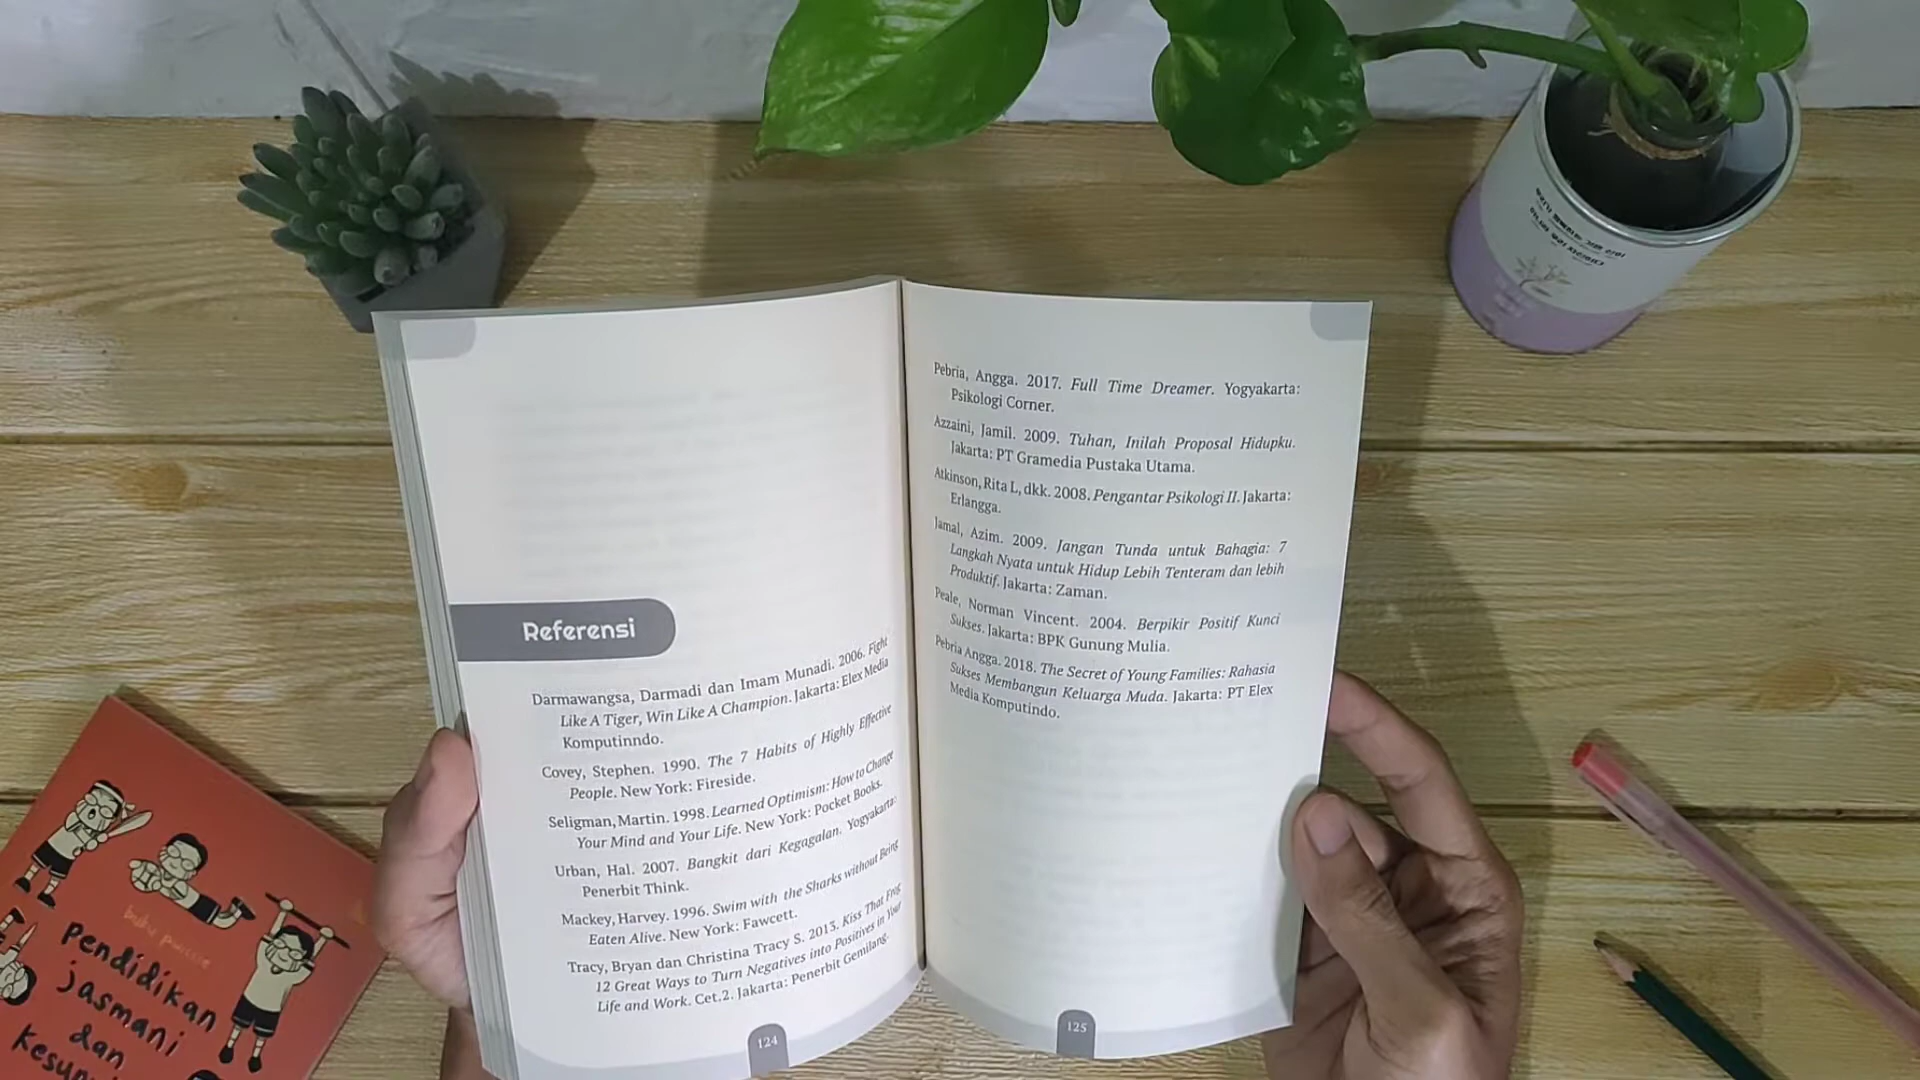 Referensi
Darmawangsa, Darmadi dan Imam Munadi. 2006. Fight
Like A Tiger, Win Like A Champion. Jakarta: Elex Media
Komputinndo.
Covey, Stephen. 1990. The 7 Habits of Highly Effective
People. New York: Fireside.
Seligman, Martin. 1998. Learned Optimism: How to Change
Your Mind and Your Life. New York: Pocket Books.
Urban, Hal. 2007. Bangkit dari Kegagalan. Yogyakarta:
Penerbit Think.
Mackey, Harvey. 1996. Swim with the Sharks without Being
Eaten Alive. New York: Fawcett.
Tracy, Bryan dan Christina Tracy S. 2013. Kiss That Frog
12 Great Ways to Turn Negatives into Positives in Your
Life and Work. Cet.2. Jakarta: Penerbit Gemilang.
124
Pebria, Angga. 2017. Full Time Dreamer. Yogyakarta:
Psikologi Corner.
Azzaini, Jamil. 2009. Tuhan, Inilah Proposal Hidupku.
Jakarta: PT Gramedia Pustaka Utama.
Atkinson, Rita L, dkk. 2008. Pengantar Psikologi II. Jakarta:
Erlangga.
Jamal, Azim. 2009. Jangan Tunda untuk Bahagia: 7
Langkah Nyata untuk Hidup Lebih Tenteram dan lebih
Produktif. Jakarta: Zaman.
Peale, Norman Vincent. 2004. Berpikir Positif Kunci
Sukses. Jakarta: BPK Gunung Mulia.
Pebria Angga. 2018. The Secret of Young Families: Rahasia
Sukses Membangun Keluarga Muda. Jakarta: PT Elex
Media Komputindo.
125
buku puisi
pendidikan
jasmani
dan